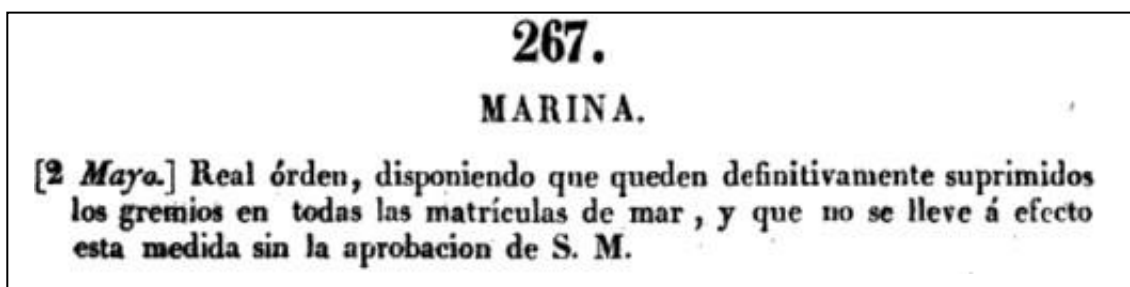 267.
MARINA.
[2 Mayo.] Real órden, disponiendo que queden definitivamente suprimidos
los gremios en todas las matrículas de mar, y que no se lleve á efecto
esta medida sin la aprobacion de S. M.